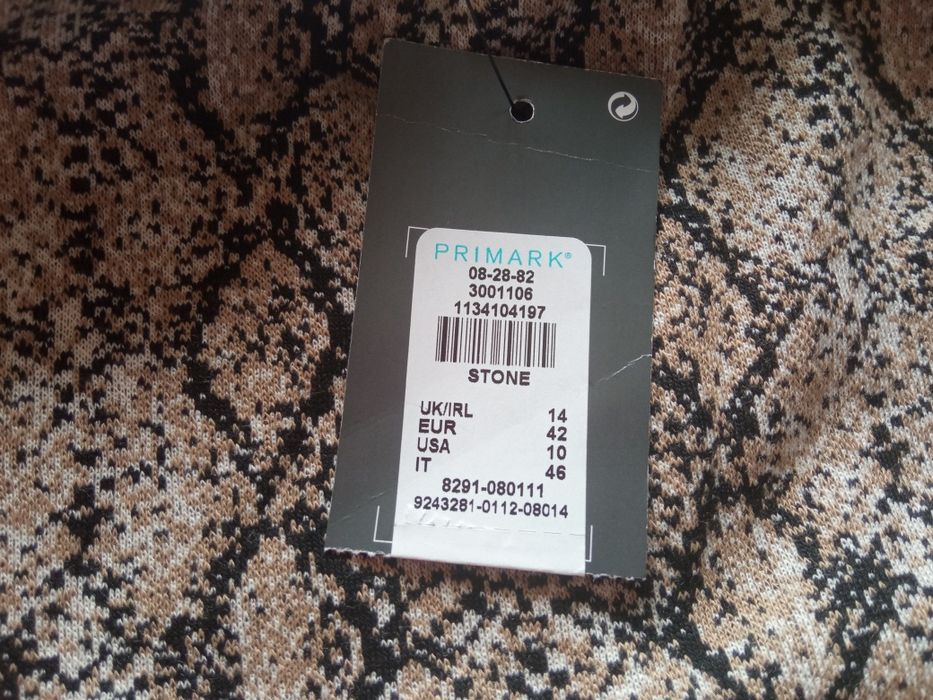 PRIMARK®
08-28-82
3001106
1134104197
STONE
UK/IRL 14
EUR 42
USA 10
IT 46
8291-080111
9243281-0112-08014